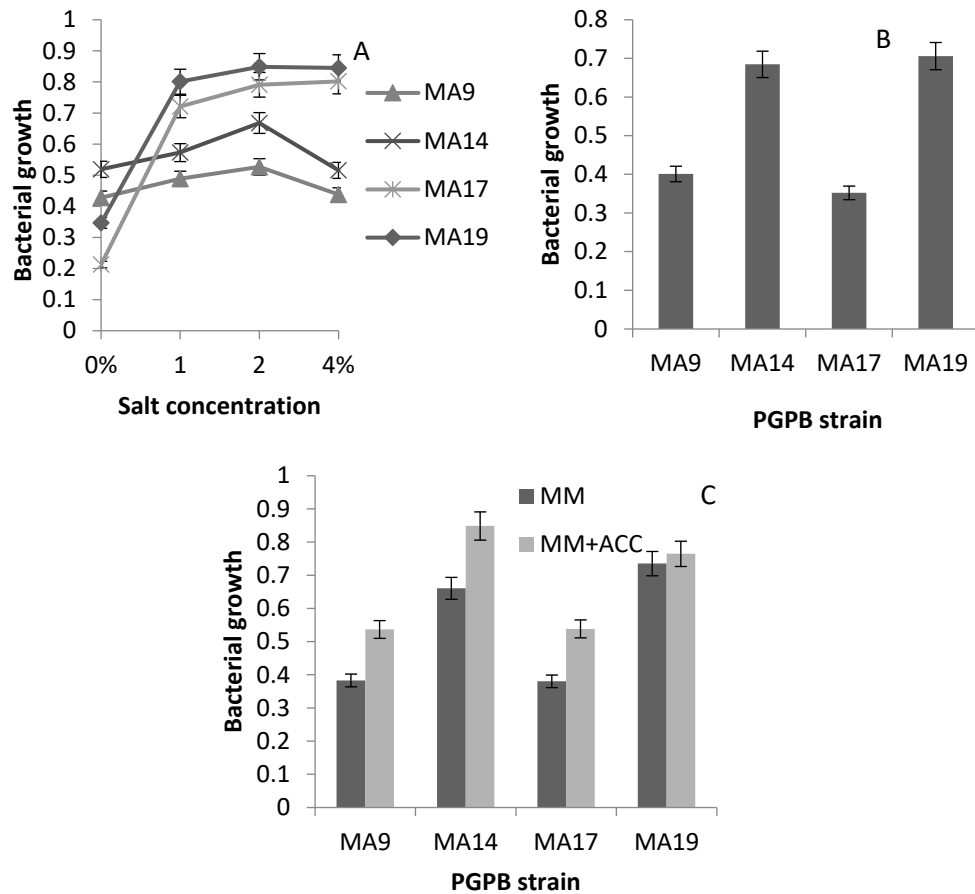 A
Bacterial growth
1
0.9
0.8
0.7
0.6
0.5
0.4
0.3
0.2
0.1
0
0% 1 2 4%
Salt concentration
MA9
MA14
MA17
MA19
B
Bacterial growth
0.8
0.7
0.6
0.5
0.4
0.3
0.2
0.1
0
MA9 MA14 MA17 MA19
PGPB strain
C
Bacterial growth
1
0.9
0.8
0.7
0.6
0.5
0.4
0.3
0.2
0.1
0
MM
MM+ACC
MA9 MA14 MA17 MA19
PGPB strain